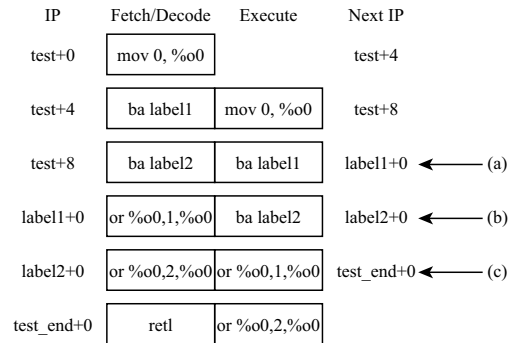 IP Fetch/Decode Execute Next IP
test+0 mov 0, %o0 test+4
test+4 ba label1 mov 0, %o0 test+8
test+8 ba label2 ba label1 label1+0 (a)
label1+0 or %o0,1,%o0 ba label2 label2+0 (b)
label2+0 or %o0,2,%o0 or %o0,1,%o0 test_end+0 (c)
test_end+0 retl or %o0,2,%o0